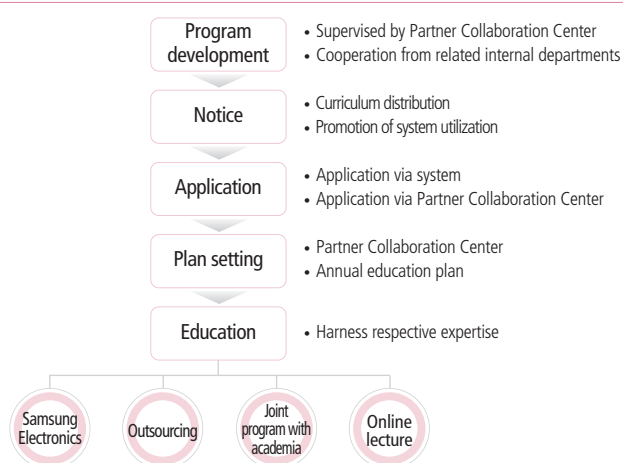 Program
development
• Supervised by Partner Collaboration Center
• Cooperation from related internal departments
Notice
• Curriculum distribution
• Promotion of system utilization
Application
• Application via system
• Application via Partner Collaboration Center
Plan setting
• Partner Collaboration Center
• Annual education plan
Education
• Harness respective expertise
Samsung
Electronics
Outsourcing
Joint
program with
academia
Online
lecture